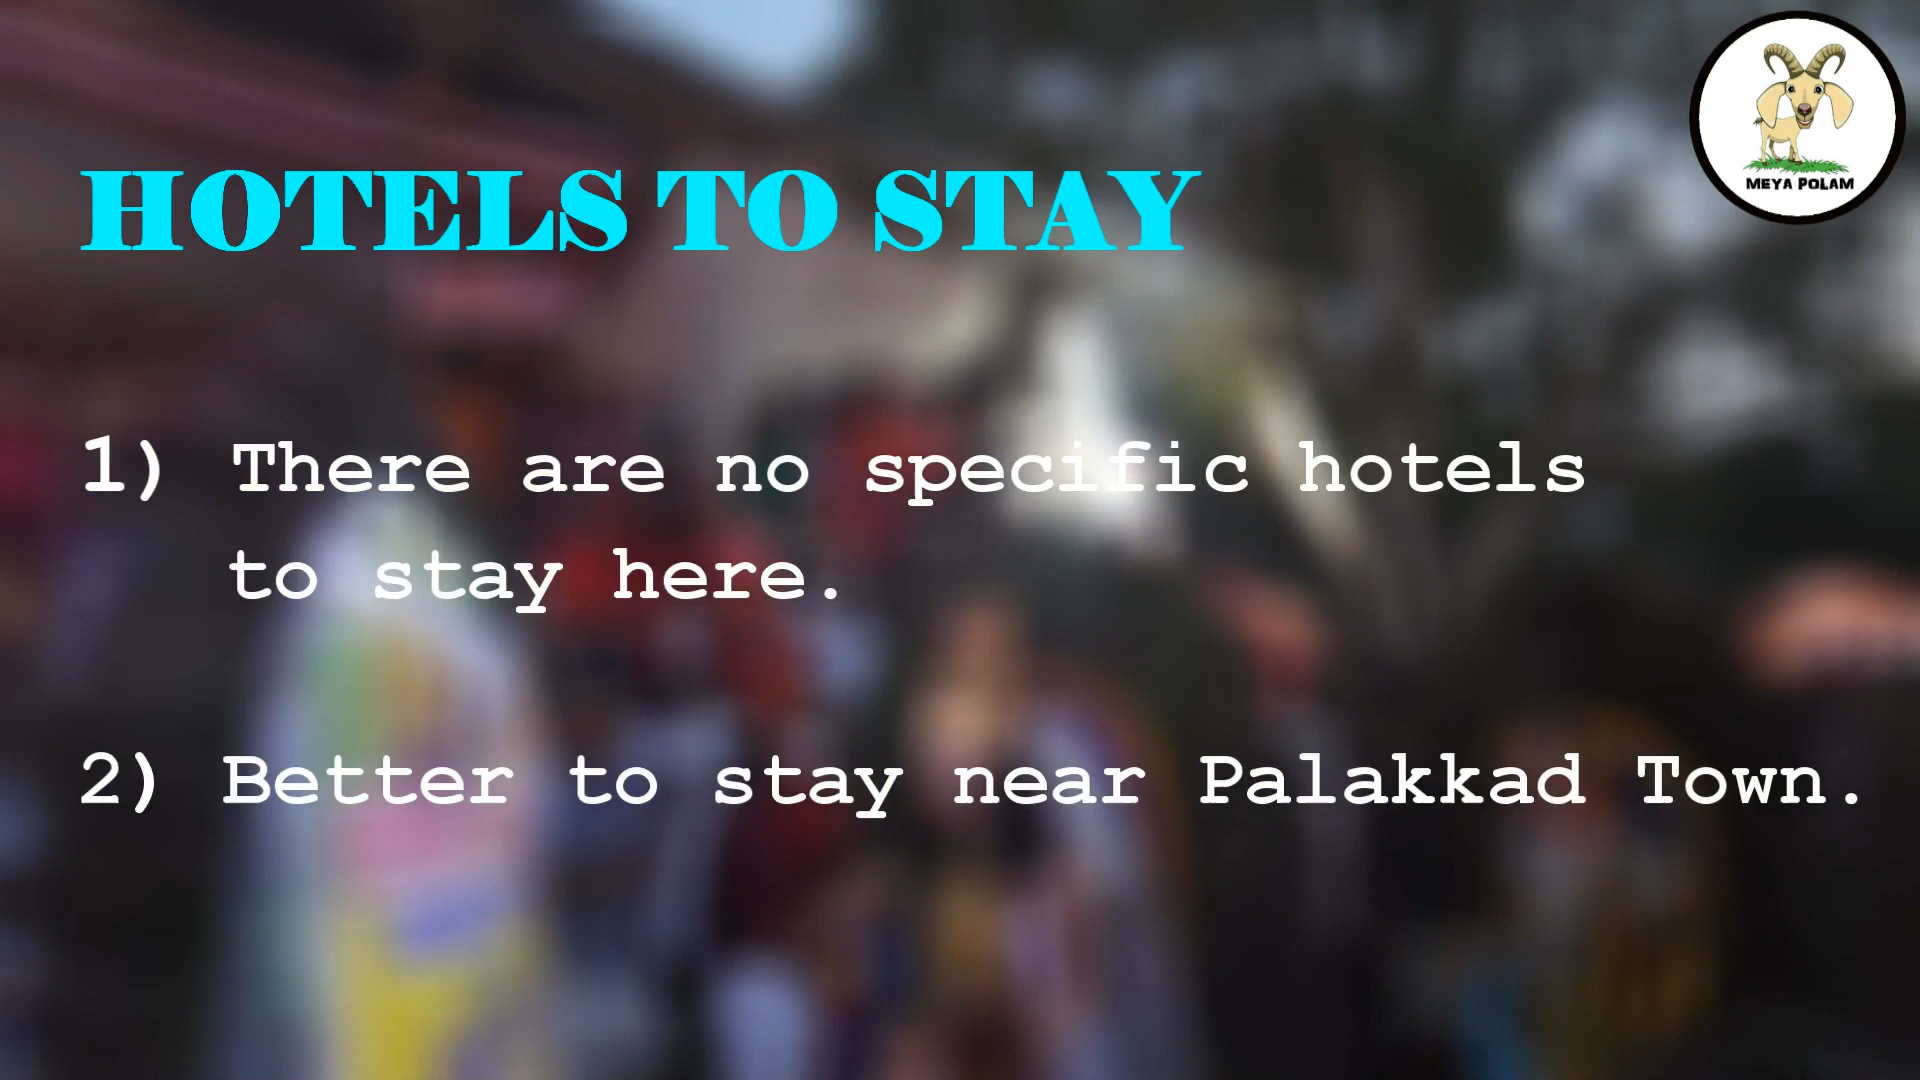 MEYA POLAM
HOTELS TO STAY
1) There are no specific hotels
to stay here.
2) Better to stay near Palakkad Town.